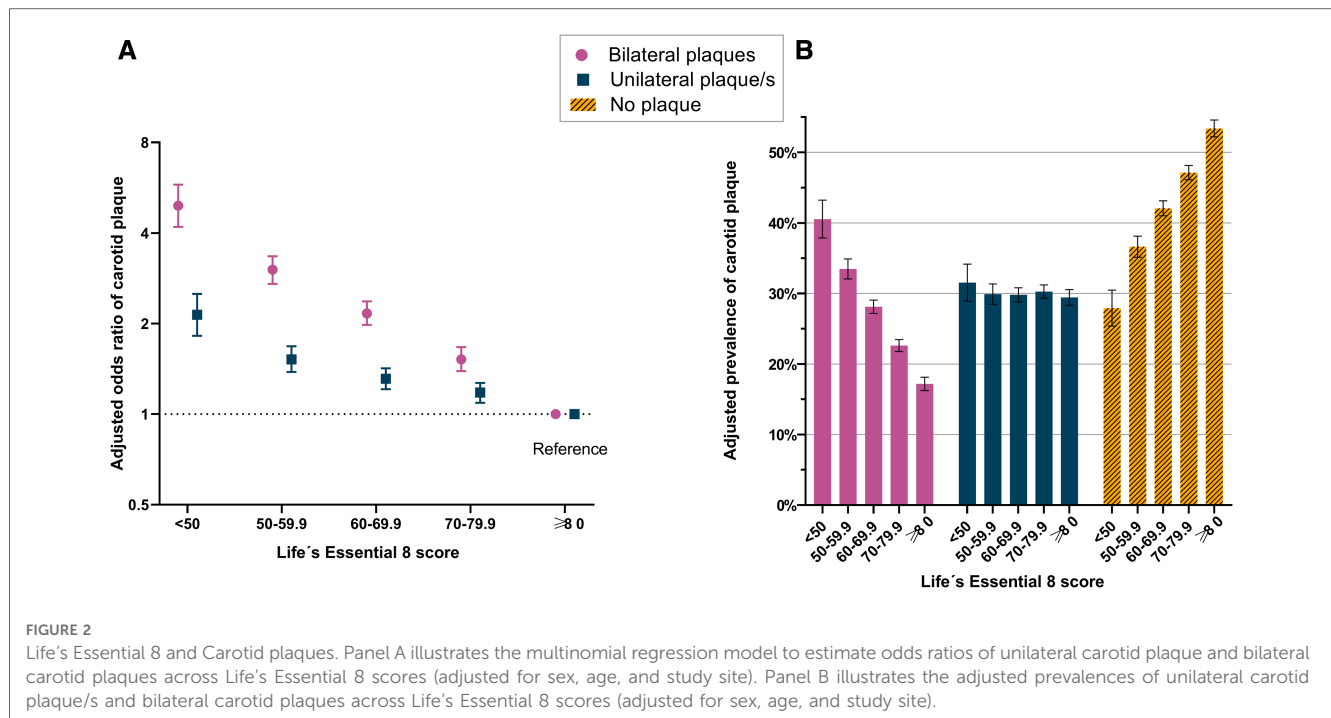 A
B
Bilateral plaques
Unilateral plaque/s
No plaque
Adjusted odds ratio of carotid plaque
8
4
2
1
0.5
Reference
<50
50-59.9
60-69.9
70-79.9
⩾8 0
Life´s Essential 8 score
Adjusted prevalence of carotid plaque
50%
40%
30%
20%
10%
0%
<50
50-59.9
60-69.9
70-79.9
⩾8 0
<50
50-59.9
60-69.9
70-79.9
⩾8 0
<50
50-59.9
60-69.9
70-79.9
⩾8 0
Life´s Essential 8 score
FIGURE 2
Life's Essential 8 and Carotid plaques. Panel A illustrates the multinomial regression model to estimate odds ratios of unilateral carotid plaque and bilateral
carotid plaques across Life's Essential 8 scores (adjusted for sex, age, and study site). Panel B illustrates the adjusted prevalences of unilateral carotid
plaque/s and bilateral carotid plaques across Life's Essential 8 scores (adjusted for sex, age, and study site).